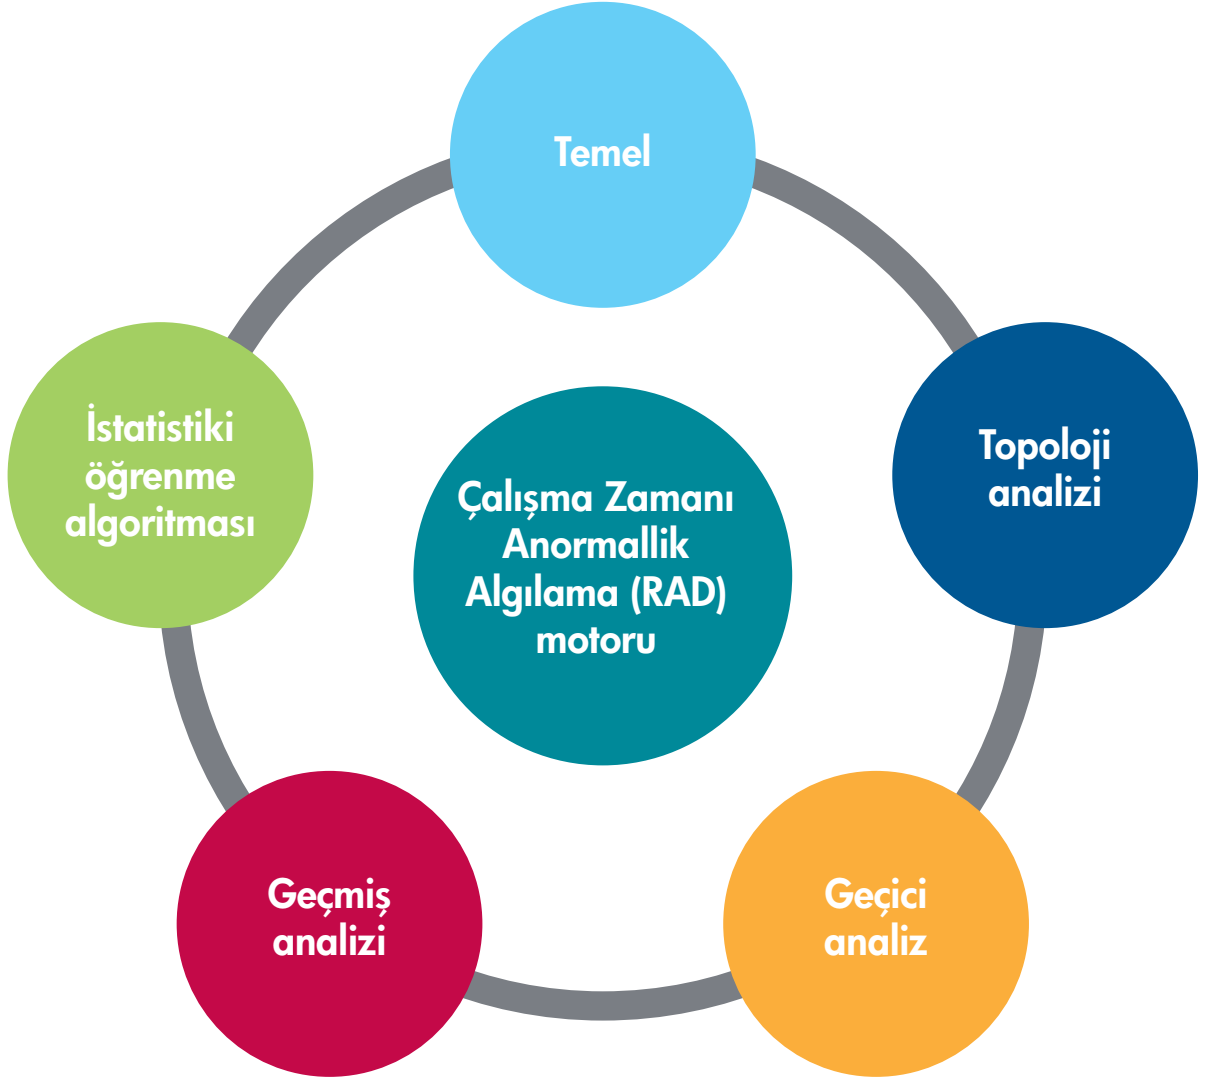 Temel
İstatistiki
öğrenme
algoritması
Topoloji
analizi
Çalışma Zamanı
Anormallik
Algılama (RAD)
motoru
Geçmiş
analizi
Geçici
analiz